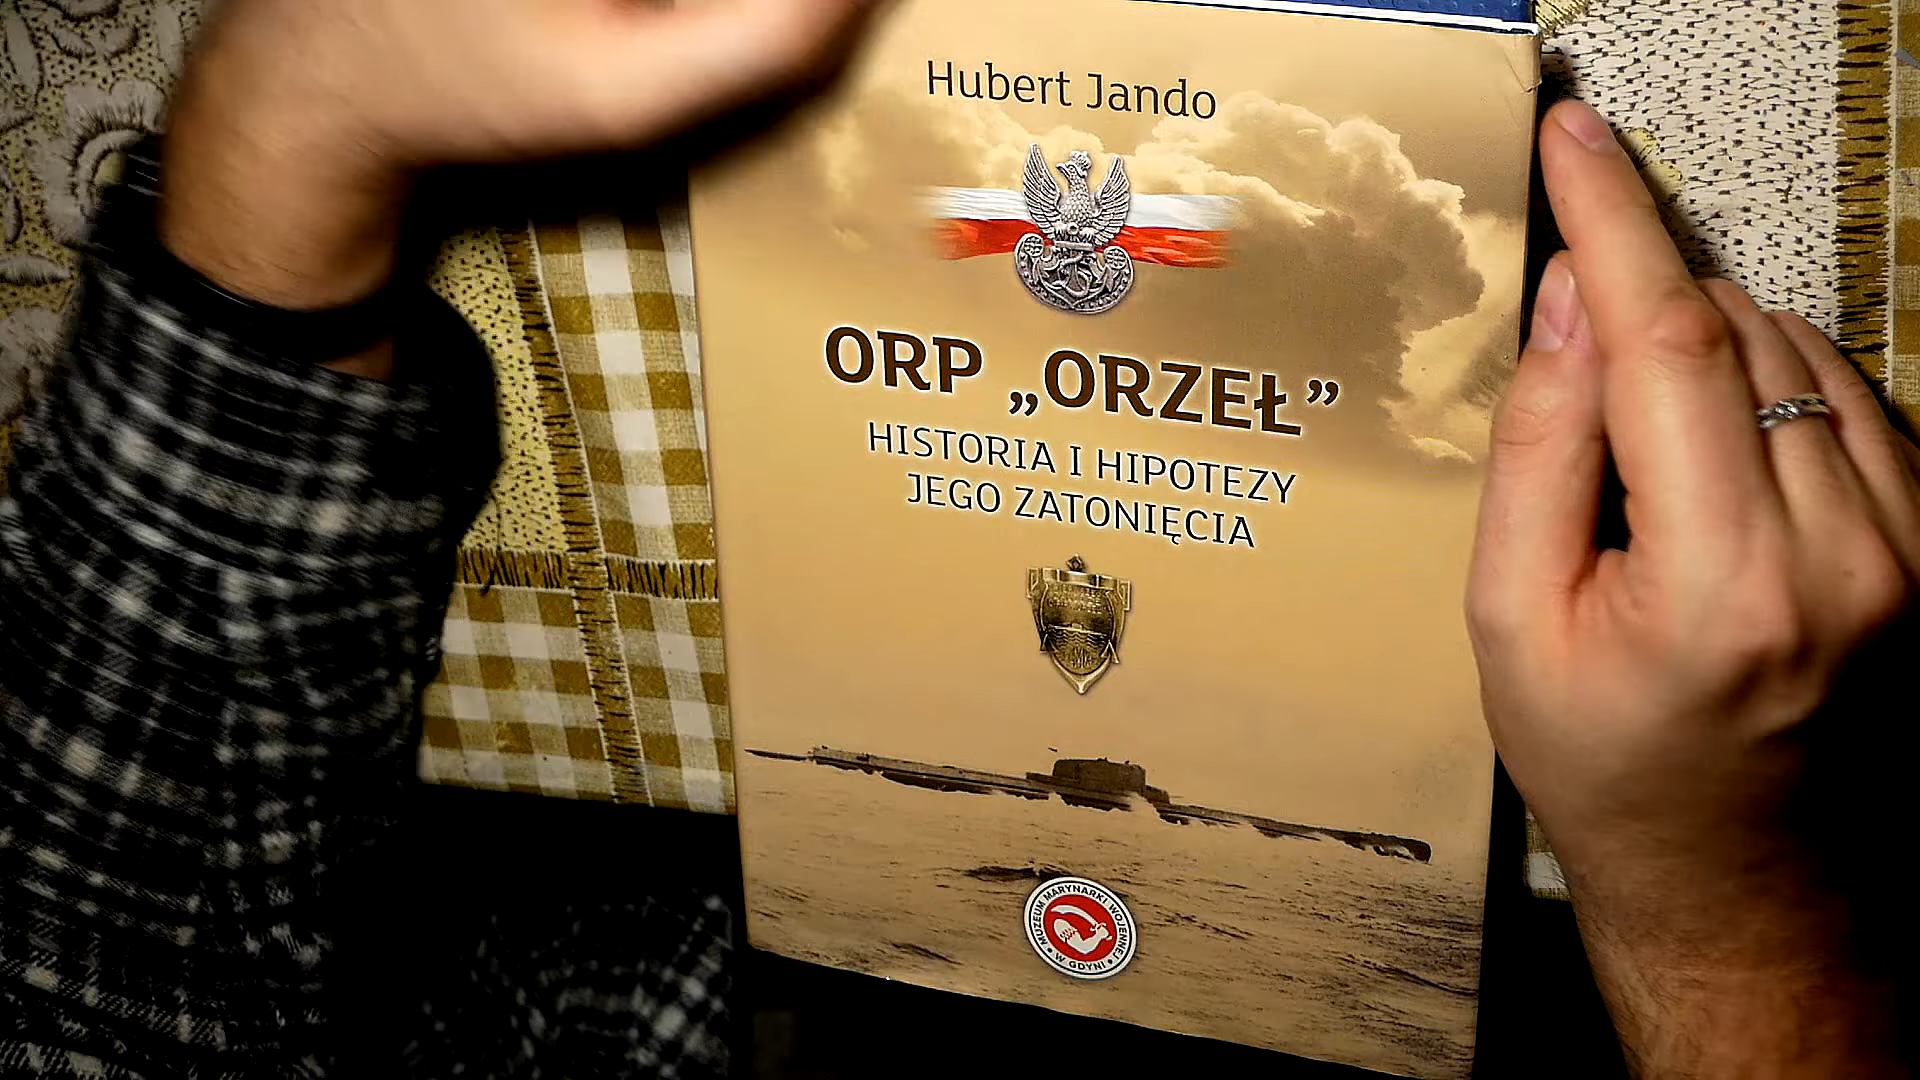 Hubert Jando
ORP „ORZEŁ”
HISTORIA I HIPOTEZY
JEGO ZATONIĘCIA
MUZEUM MARYNARKI WOJENNEJ
• W GDYNI •